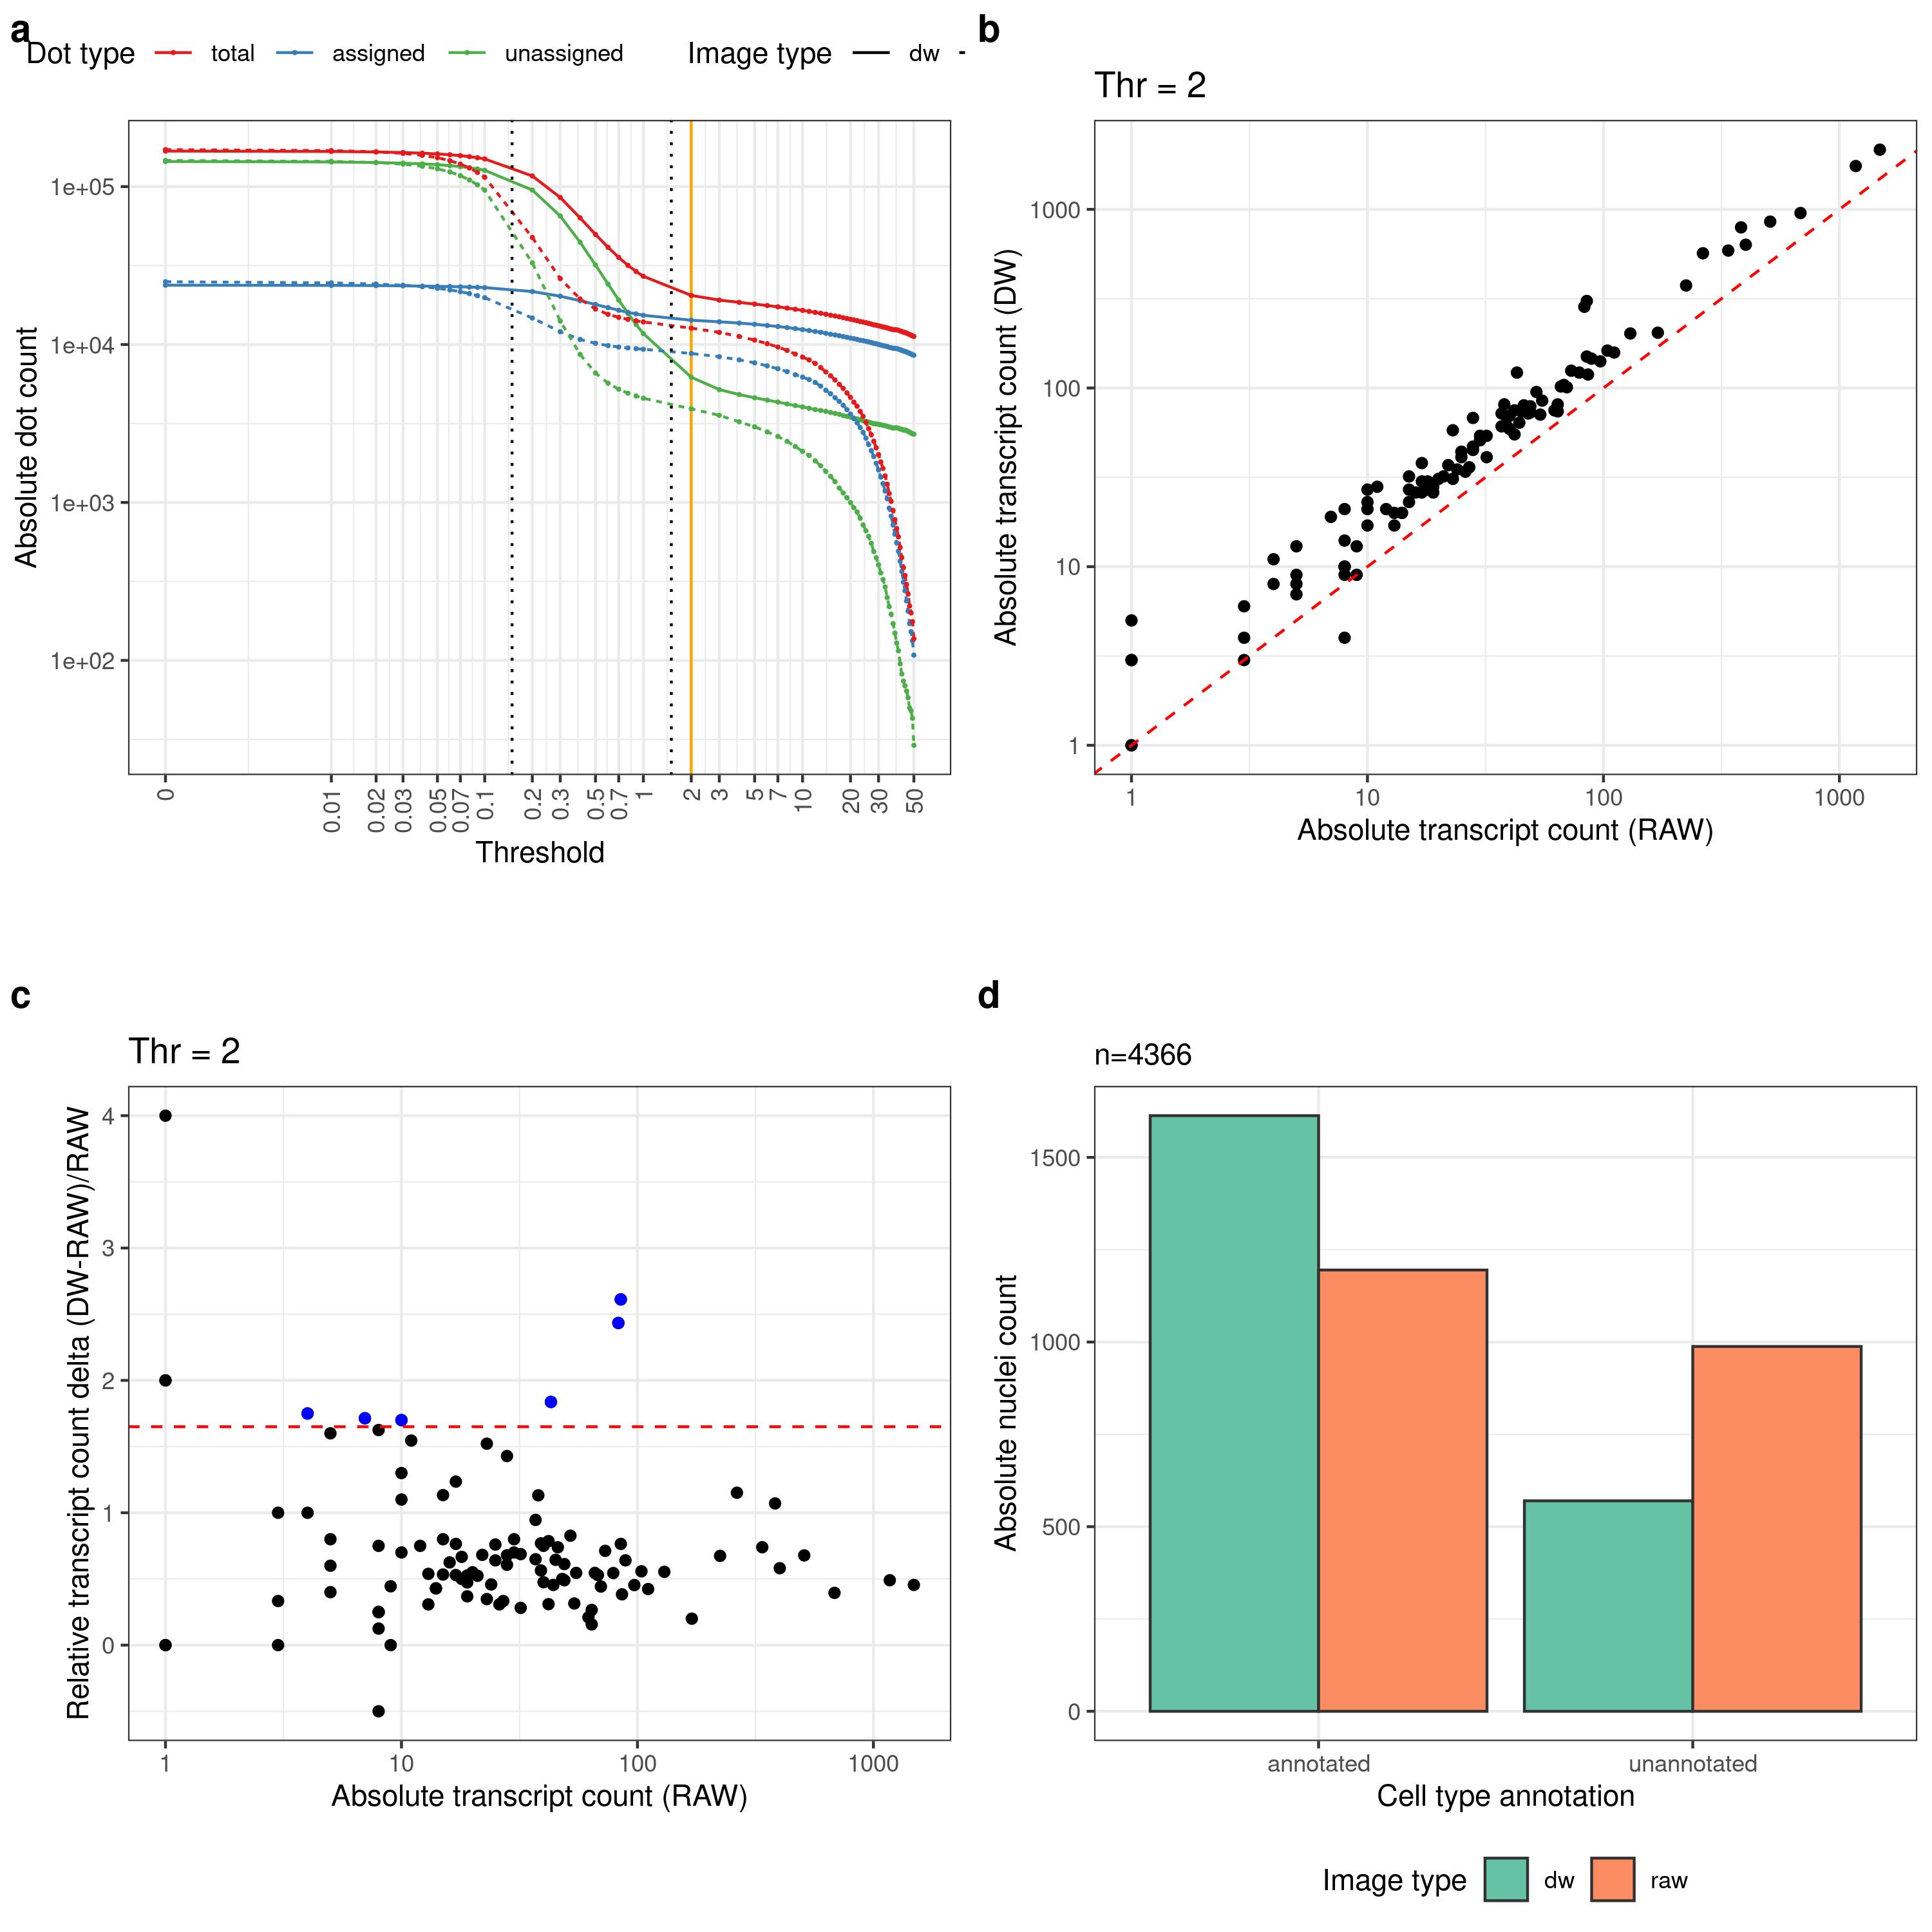 a
Dot type total assigned unassigned Image type dw
1e+05
1e+04
1e+03
1e+02
Absolute dot count
0 0.01 0.02 0.03 0.05 0.07 0.1 0.2 0.3 0.5 0.7 1 2 3 5 7 10 20 30 50
Threshold
b
Thr = 2
1000
100
10
1
Absolute transcript count (DW)
1 10 100 1000
Absolute transcript count (RAW)
c
Thr = 2
4
3
2
1
0
Relative transcript count delta (DW-RAW)/RAW
1 10 100 1000
Absolute transcript count (RAW)
d
n=4366
1500
1000
500
0
Absolute nuclei count
annotated unannotated
Cell type annotation
Image type dw raw